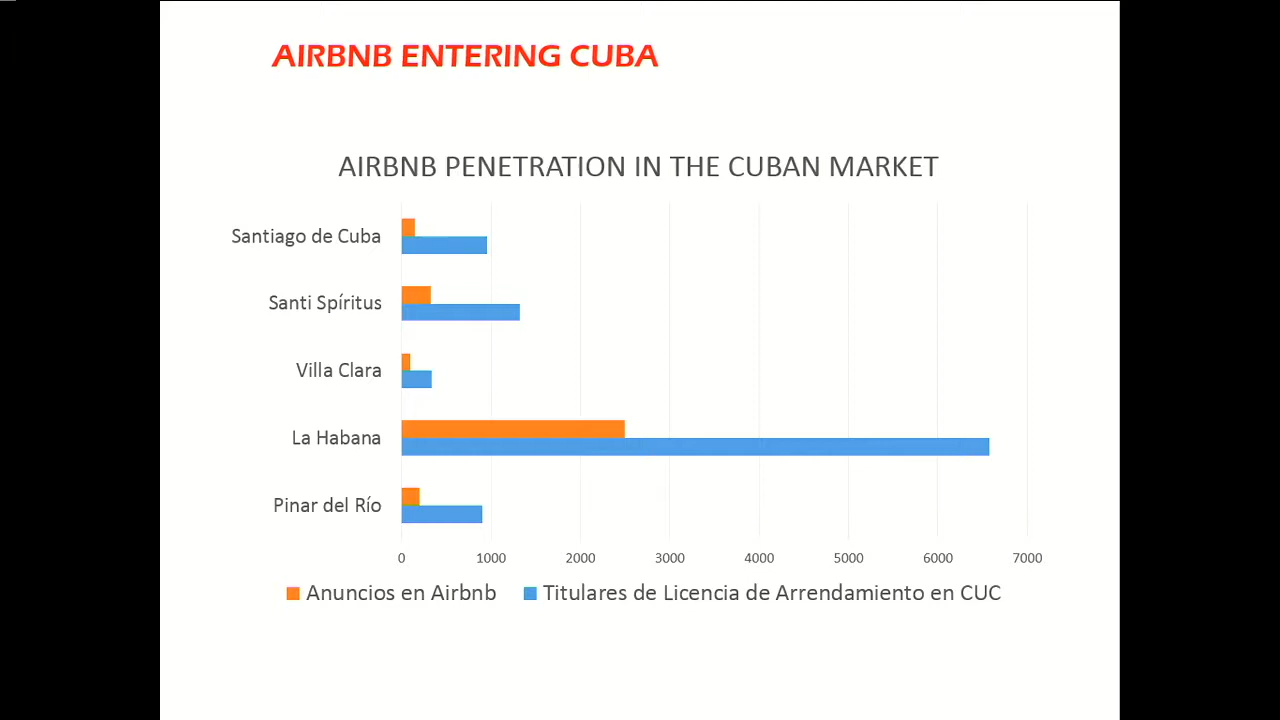 AIRBNB ENTERING CUBA
AIRBNB PENETRATION IN THE CUBAN MARKET
Santiago de Cuba
Santi Spíritus
Villa Clara
La Habana
Pinar del Río
0 1000 2000 3000 4000 5000 6000 7000
Anuncios en Airbnb Titulares de Licencia de Arrendamiento en CUC